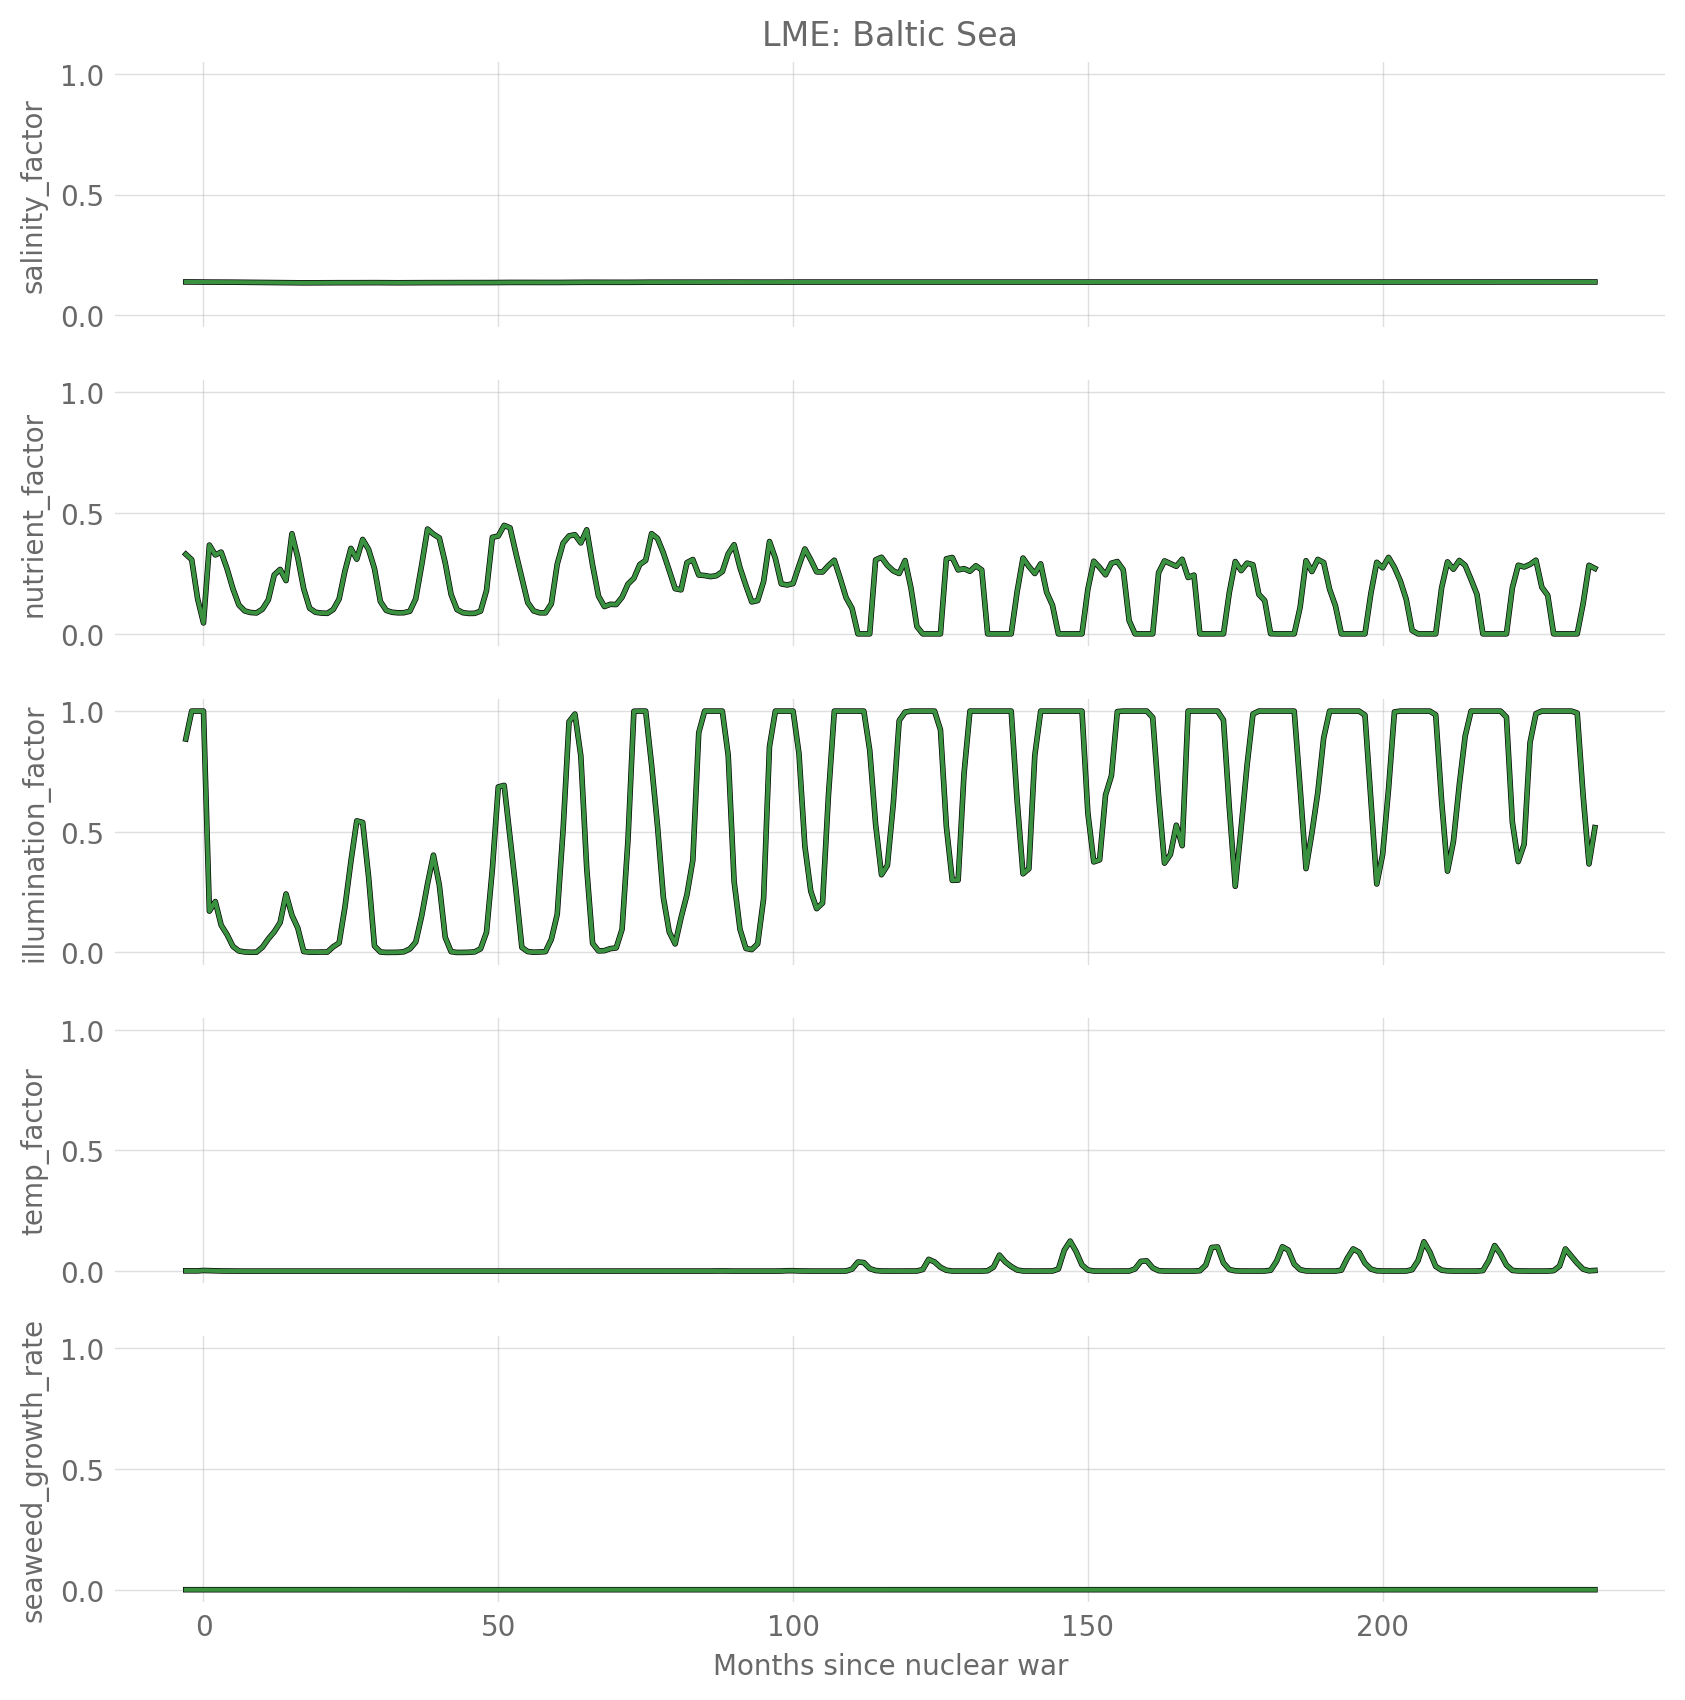 LME: Baltic Sea
1.0
0.5
0.0
salinity_factor
1.0
0.5
0.0
nutrient_factor
1.0
0.5
0.0
illumination_factor
1.0
0.5
0.0
temp_factor
1.0
0.5
0.0
seaweed_growth_rate
0 50 100 150 200
Months since nuclear war